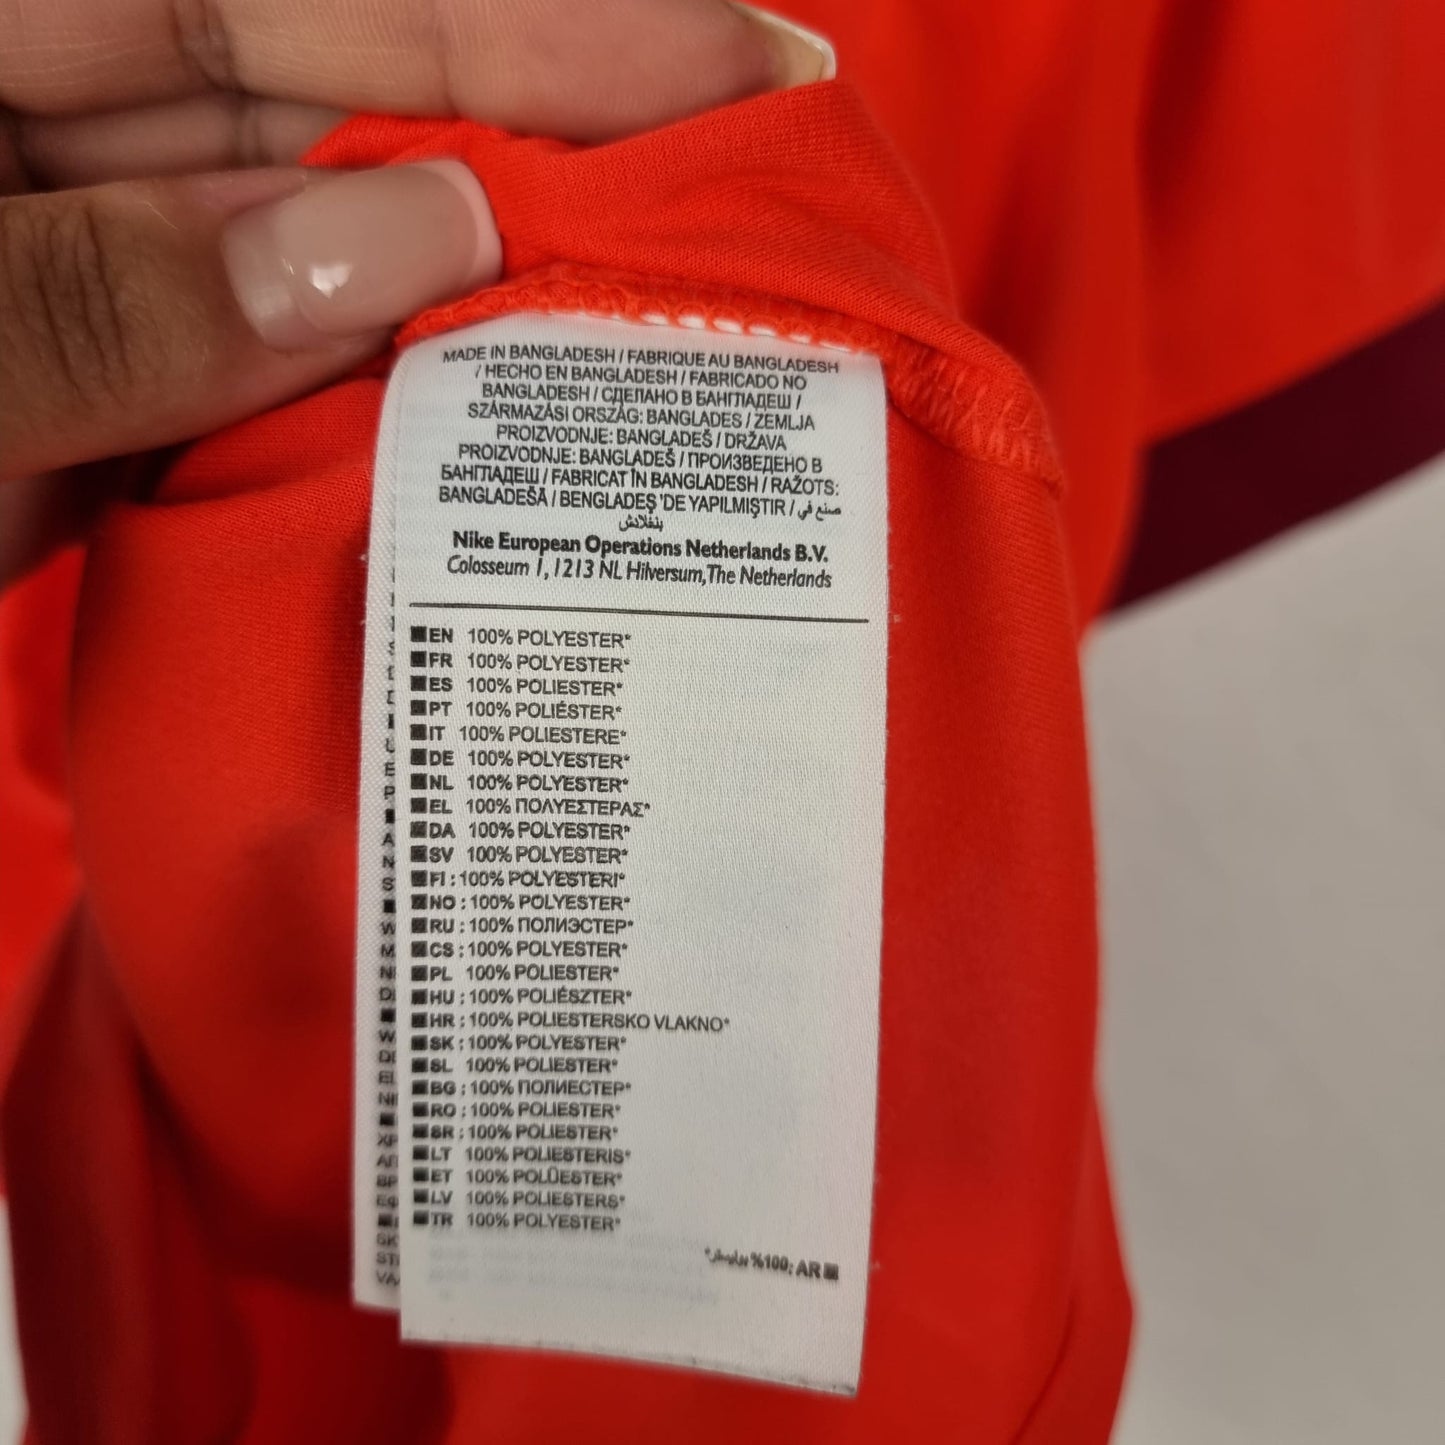 MADE IN BANGLADESH / FABRIQUE AU BANGLADESH
/ HECHO EN BANGLADESH / FABRICADO NO
BANGLADESH / СДЕЛАНО В БАНГЛАДЕШ /
SZÁRMAZÁSI ORSZÁG: BANGLADES / ZEMLJA
PROIZVODNJE: BANGLADEŠ / DRŽAVA
PROIZVODNJE: BANGLADEŠ / ПРОИЗВЕДЕНО В
БАНГЛАДЕШ / FABRICAT ÎN BANGLADESH / RAŽOTS:
BANGLADEŠĀ / BENGLADEŞ 'DE YAPILMIŞTIR / صنع في
بنغلادش
Nike European Operations Netherlands B.V.
Colosseum 1, 1213 NL Hilversum, The Netherlands
EN 100% POLYESTER*
FR 100% POLYESTER*
ES 100% POLIESTER*
PT 100% POLIÉSTER*
IT 100% POLIESTERE*
DE 100% POLYESTER*
NL 100% POLYESTER*
EL 100% ΠΟΛΥΕΣΤΕΡΑΣ*
DA 100% POLYESTER*
SV 100% POLYESTER*
FI : 100% POLYESTERI*
NO : 100% POLYESTER*
RU : 100% ПОЛИЭСТЕР*
CS : 100% POLYESTER*
PL 100% POLIESTER*
HU : 100% POLIÉSZTER*
HR : 100% POLIESTERSKO VLAKNO*
SK : 100% POLYESTER*
SL 100% POLIESTER*
BG : 100% ПОЛИЕСТЕР*
RO : 100% POLIESTER*
SR : 100% POLIESTER*
LT 100% POLIESTERIS*
ET 100% POLÜESTER*
LV 100% POLIESTERS*
TR 100% POLYESTER*
%100: AR